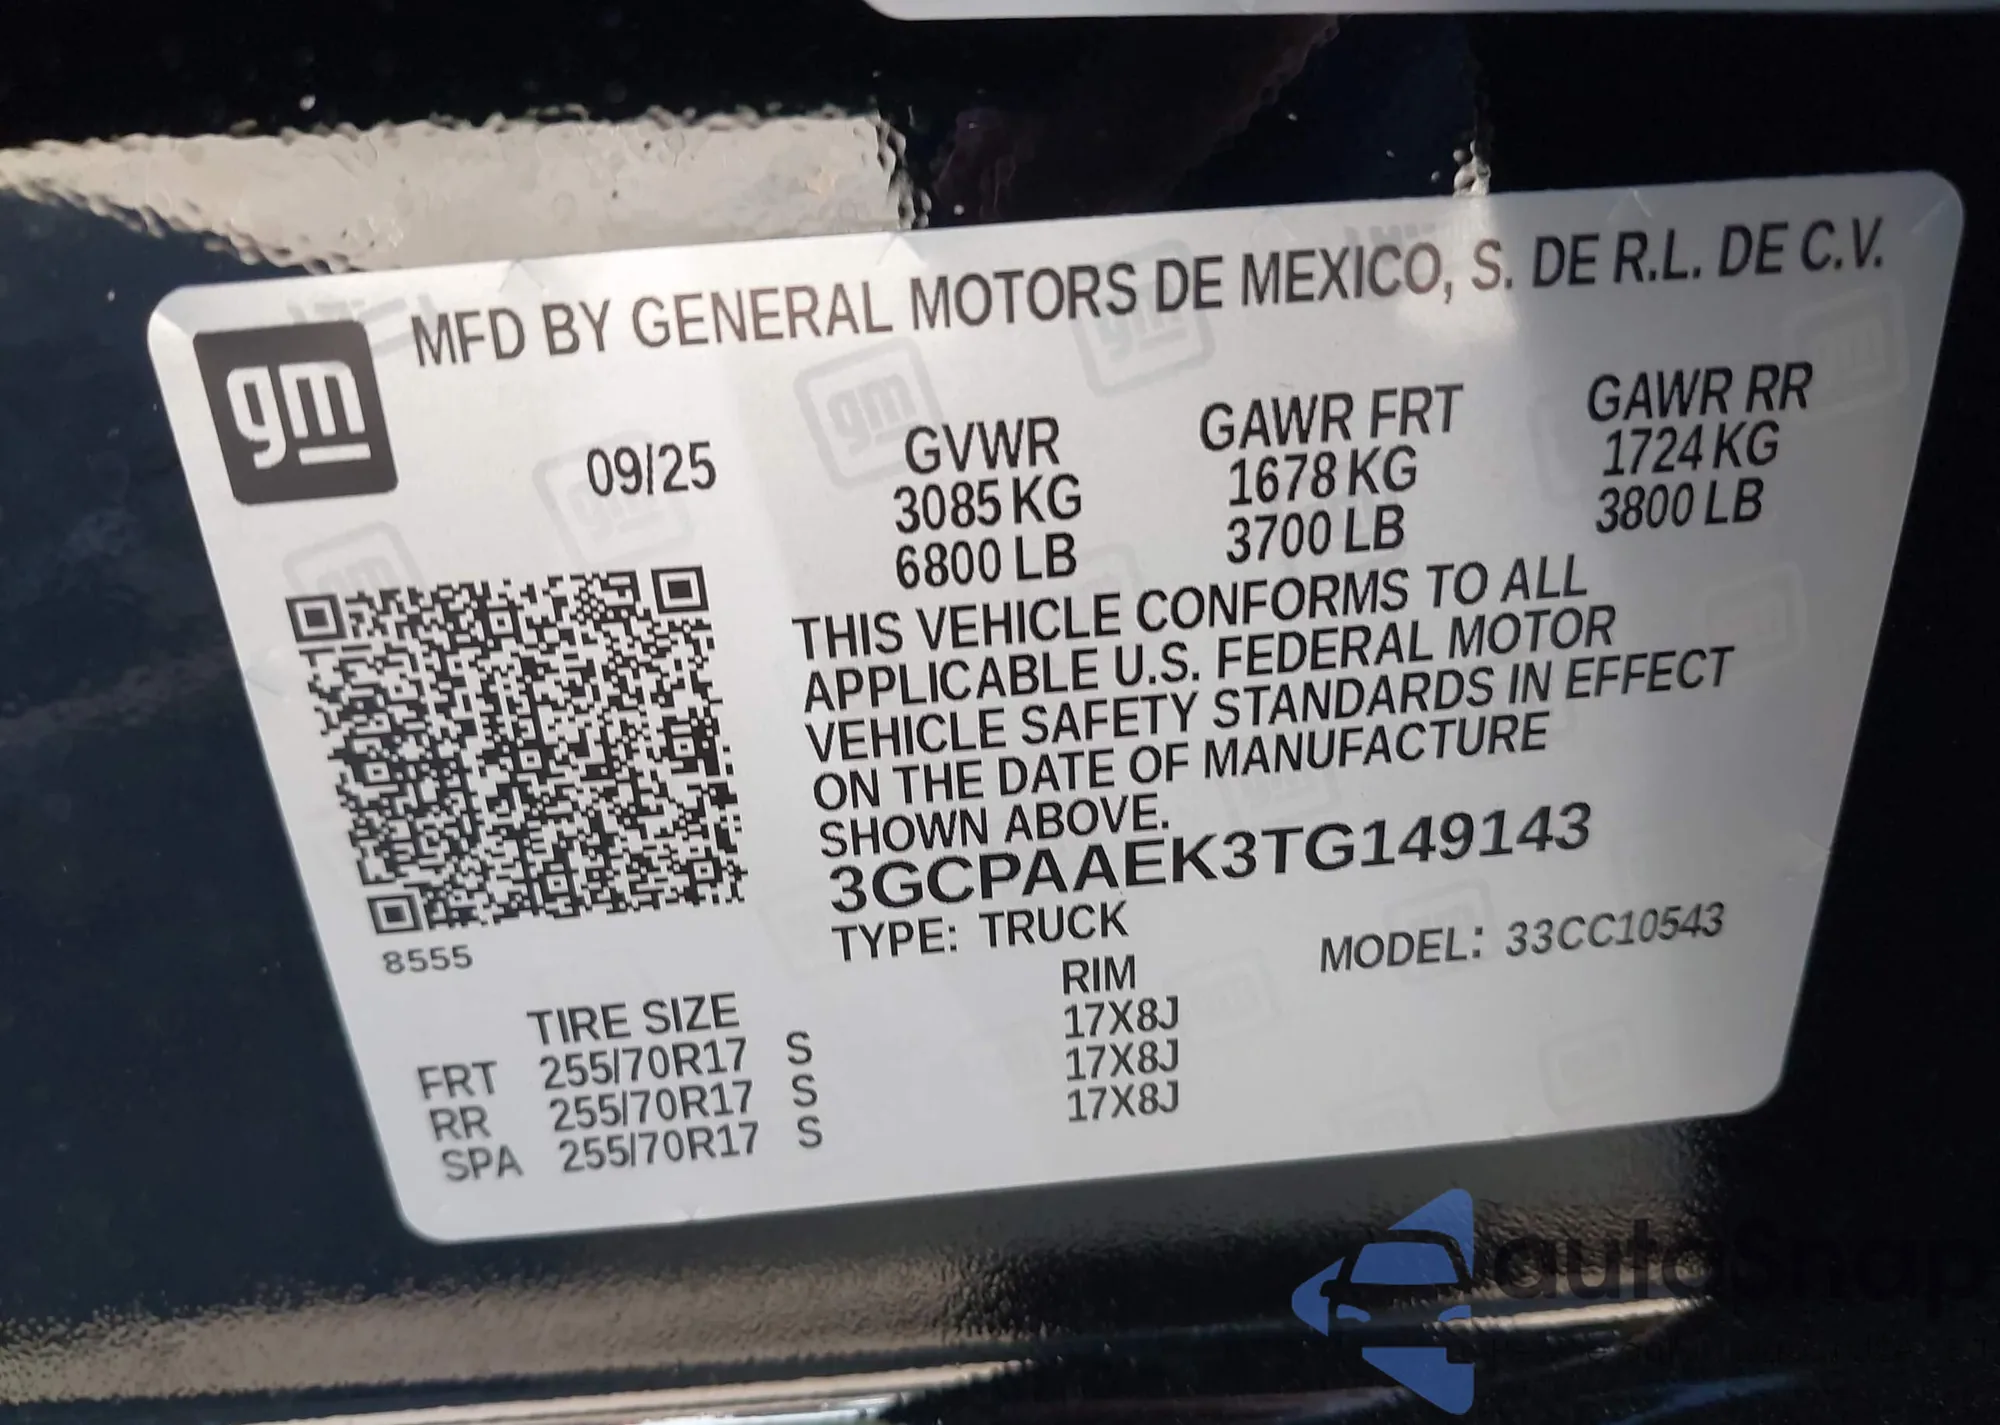 gm
MFD BY GENERAL MOTORS DE MEXICO, S. DE R.L. DE C.V.
09/25
GVWR
3085 KG
6800 LB
GAWR FRT
1678 KG
3700 LB
GAWR RR
1724 KG
3800 LB
THIS VEHICLE CONFORMS TO ALL
APPLICABLE U.S. FEDERAL MOTOR
VEHICLE SAFETY STANDARDS IN EFFECT
ON THE DATE OF MANUFACTURE
SHOWN ABOVE.
3GCPAAEK3TG149143
TYPE: TRUCK
MODEL: 33CC10543
8555
TIRE SIZE RIM
FRT 255/70R17 S 17X8J
RR 255/70R17 S 17X8J
SPA 255/70R17 S 17X8J
autosnap